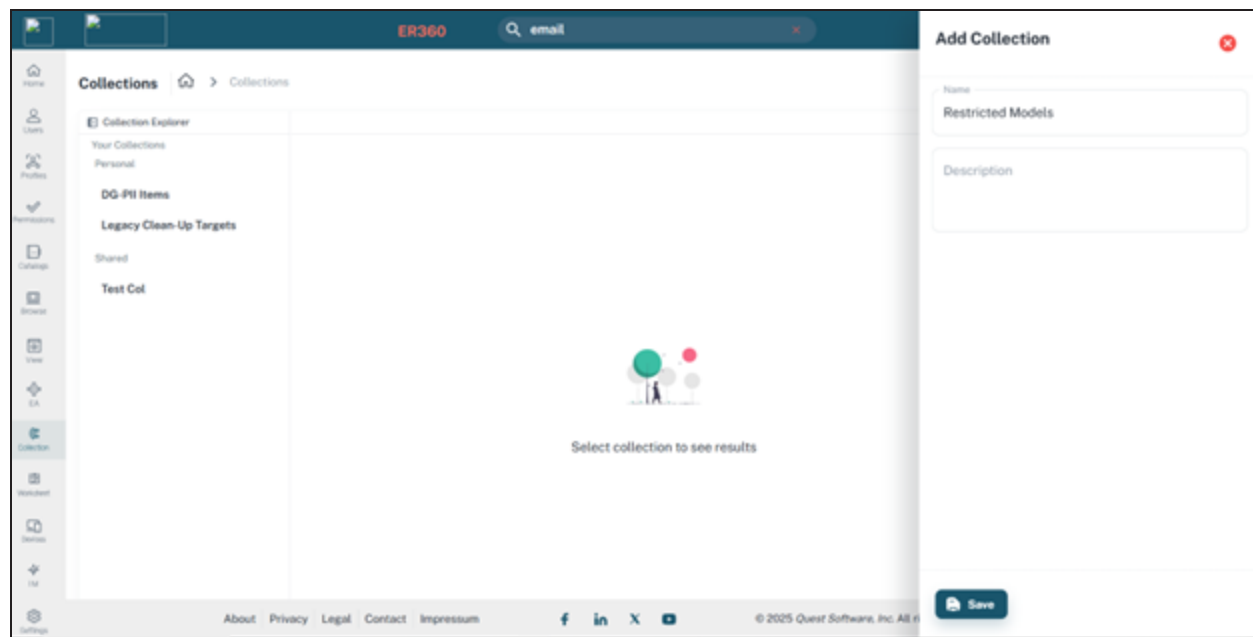 ER360
email
Add Collection
Collections > Collections
Home
Users
Profiles
Permissions
Catalogs
Browse
View
EA
Collection
Worksheet
Devices
Settings
Collection Explorer
Your Collections
Personal
DG-PII Items
Legacy Clean-Up Targets
Shared
Test Col
Select collection to see results
Name
Restricted Models
Description
Save
About Privacy Legal Contact Impressum
© 2025 Quest Software, Inc. All